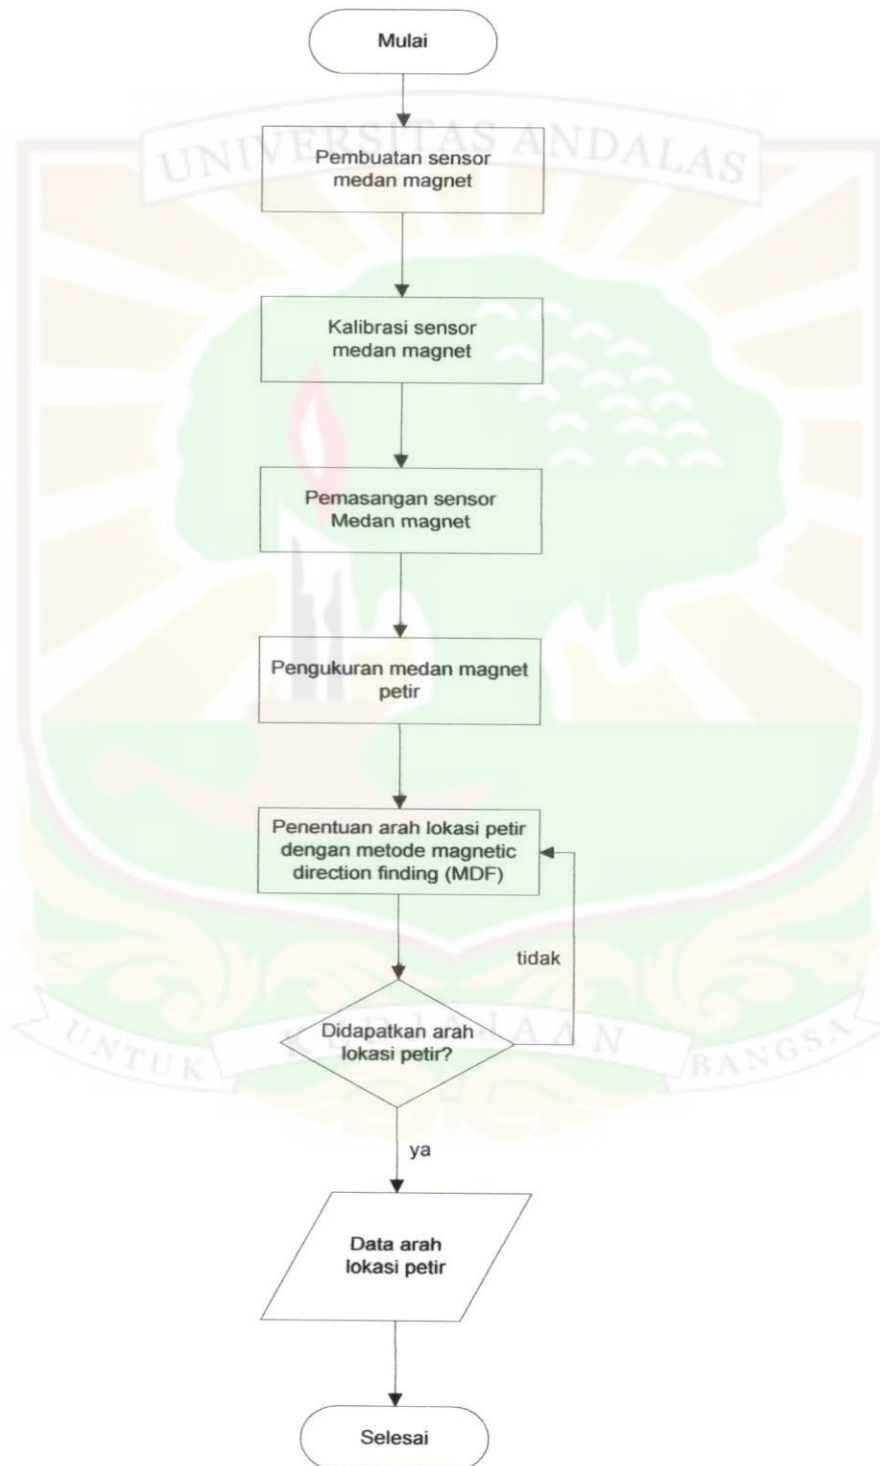 Mulai
UNIVERSITAS ANDALAS
Pembuatan sensor
medan magnet
Kalibrasi sensor
medan magnet
Pemasangan sensor
Medan magnet
Pengukuran medan magnet
petir
Penentuan arah lokasi petir
dengan metode magnetic
direction finding (MDF)
tidak
Didapatkan arah
lokasi petir?
UNTUK KEDJAJAAN BANGSA
ya
Data arah
lokasi petir
Selesai